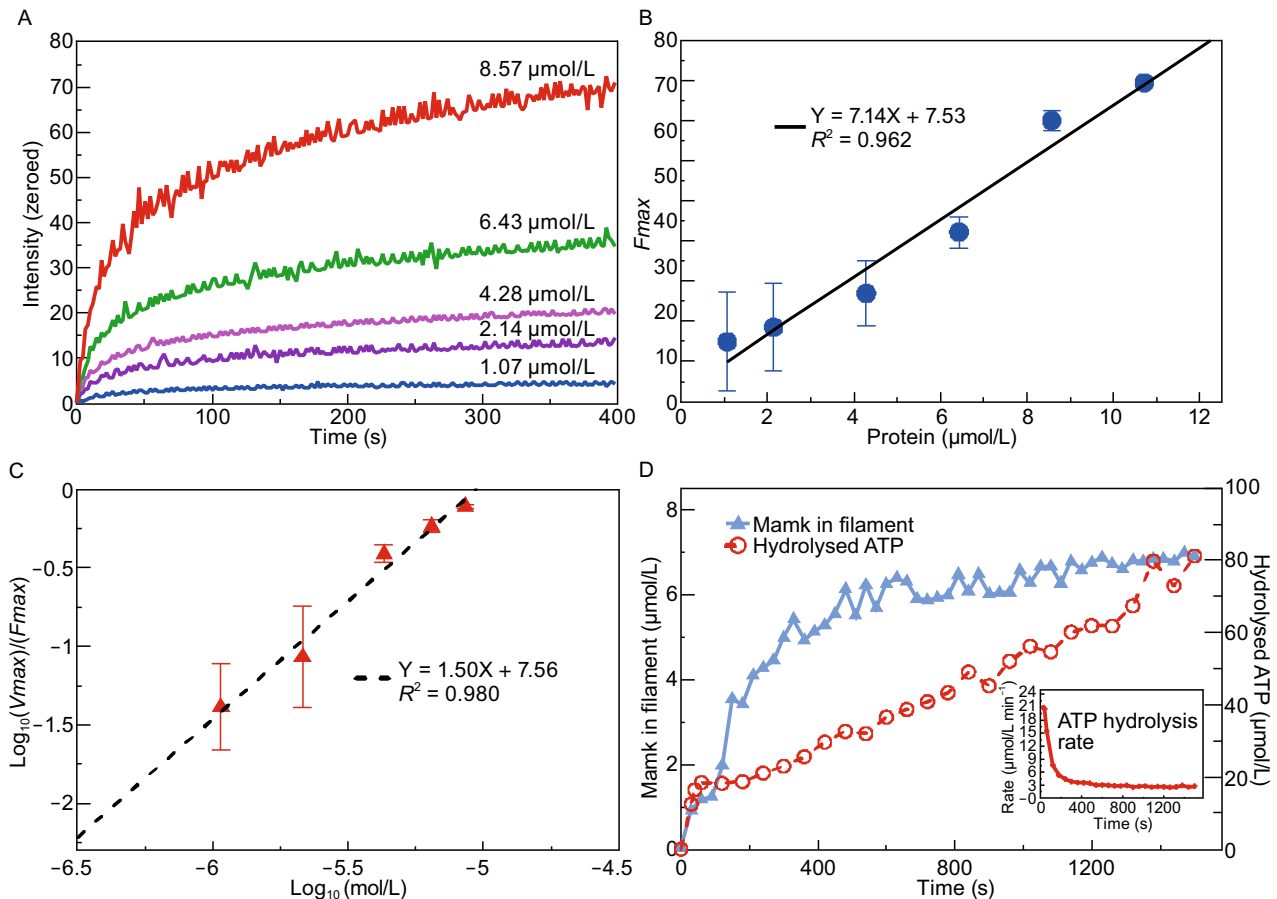 A
80
70
60
50
40
30
20
10
0
Intensity (zeroed)
8.57 µmol/L
6.43 µmol/L
4.28 µmol/L
2.14 µmol/L
1.07 µmol/L
0 100 200 300 400
Time (s)
B
80
70
60
50
40
30
20
10
0
Fmax
Y = 7.14X + 7.53
R² = 0.962
0 2 4 6 8 10 12
Protein (µmol/L)
C
0
−0.5
−1
−1.5
−2
Log₁₀(Vmax)/(Fmax)
Y = 1.50X + 7.56
R² = 0.980
−6.5 −6 −5.5 −5 −4.5
Log₁₀(mol/L)
D
8
7
6
5
4
3
2
1
0
Mamk in filament (µmol/L)
Mamk in filament
Hydrolysed ATP
100
80
60
40
20
0
Hydrolysed ATP (µmol/L)
0 400 800 1200
Time (s)
ATP hydrolysis
rate
24
21
18
15
12
9
6
3
−0
Rate (µmol/L min⁻¹)
0 400 800 1200
Time (s)